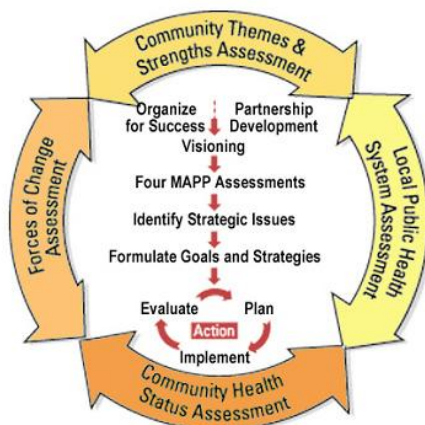 Community Themes &
Strengths Assessment
Organize
for Success
Partnership
Development
Visioning
Four MAPP Assessments
Identify Strategic Issues
Formulate Goals and Strategies
Evaluate
Plan
Action
Implement
Forces of Change
Assessment
Local Public Health
System Assessment
Community Health
Status Assessment